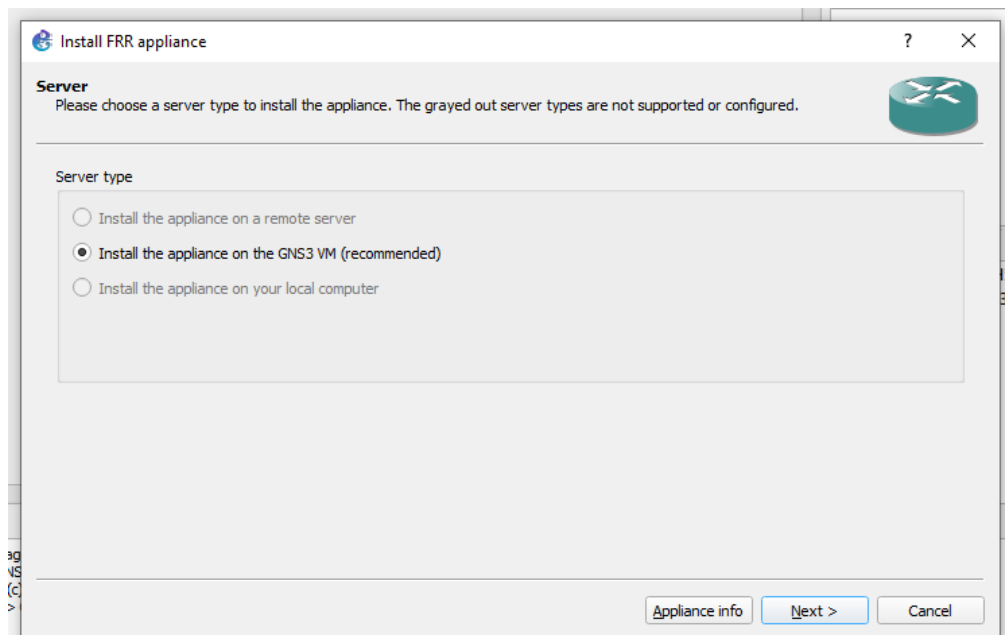 Install FRR appliance
?
Server
Please choose a server type to install the appliance. The grayed out server types are not supported or configured.
Server type
Install the appliance on a remote server
Install the appliance on the GNS3 VM (recommended)
Install the appliance on your local computer
Appliance info
Next >
Cancel